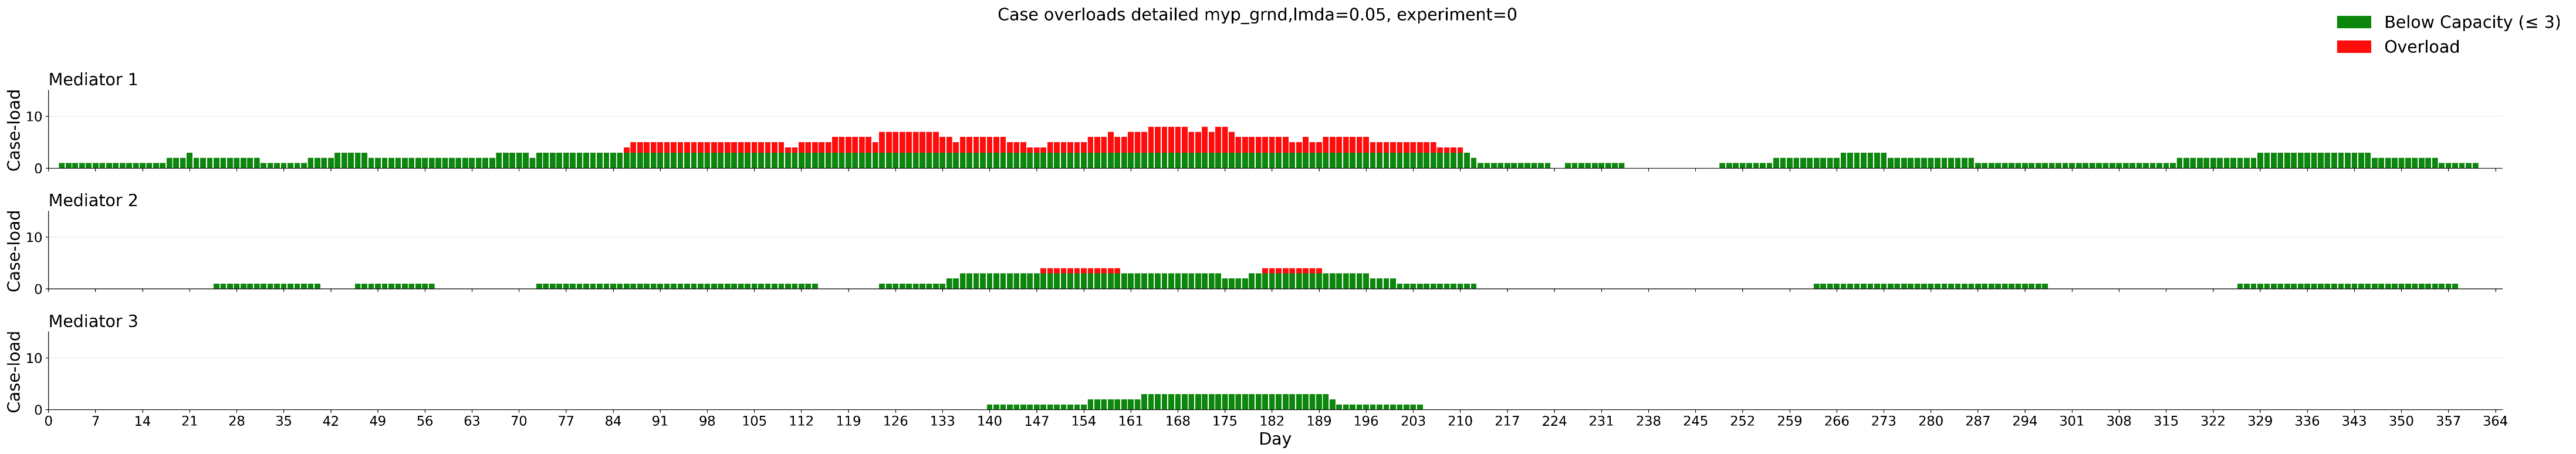 Case overloads detailed myp_grnd,lmda=0.05, experiment=0
Below Capacity (≤ 3)
Overload
Mediator 1
Case-load
10
0
Mediator 2
Case-load
10
0
Mediator 3
Case-load
10
0
0 7 14 21 28 35 42 49 56 63 70 77 84 91 98 105 112 119 126 133 140 147 154 161 168 175 182 189 196 203 210 217 224 231 238 245 252 259 266 273 280 287 294 301 308 315 322 329 336 343 350 357 364
Day